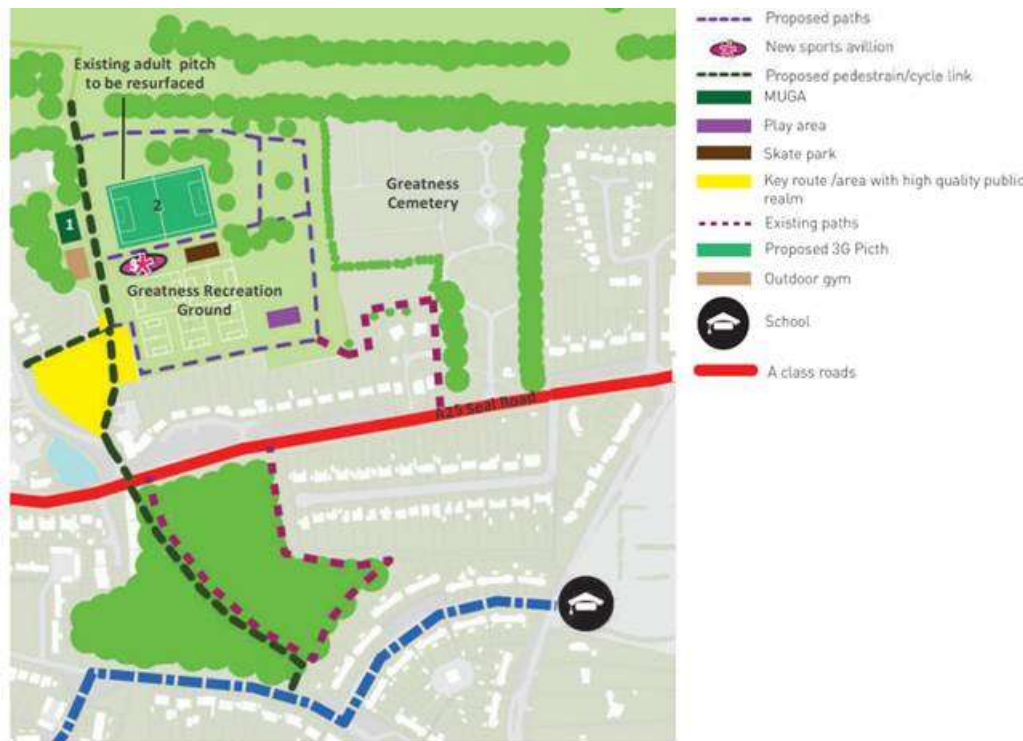 Existing adult pitch
to be resurfaced
1
2
3
Greatness
Cemetery
Greatness Recreation
Ground
A25 Seal Road
Proposed paths
New sports avillion
Proposed pedestrain/cycle link
MUGA
Play area
Skate park
Key route /area with high quality public
realm
Existing paths
Proposed 3G Picth
Outdoor gym
School
A class roads